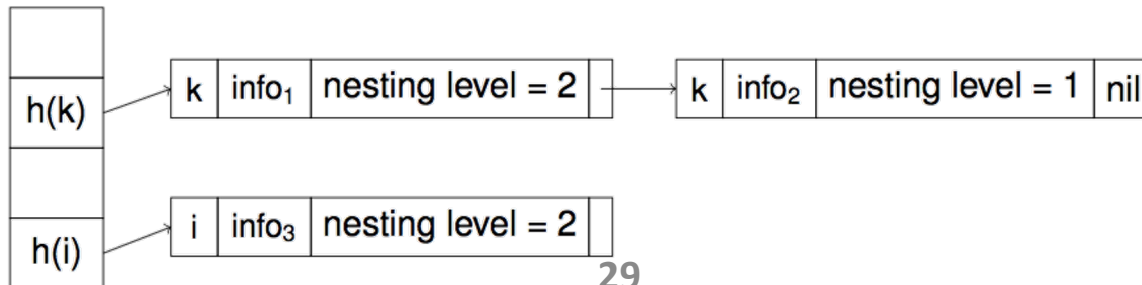 h(k) k info₁ nesting level = 2 k info₂ nesting level = 1 nil
h(i) i info₃ nesting level = 2
29